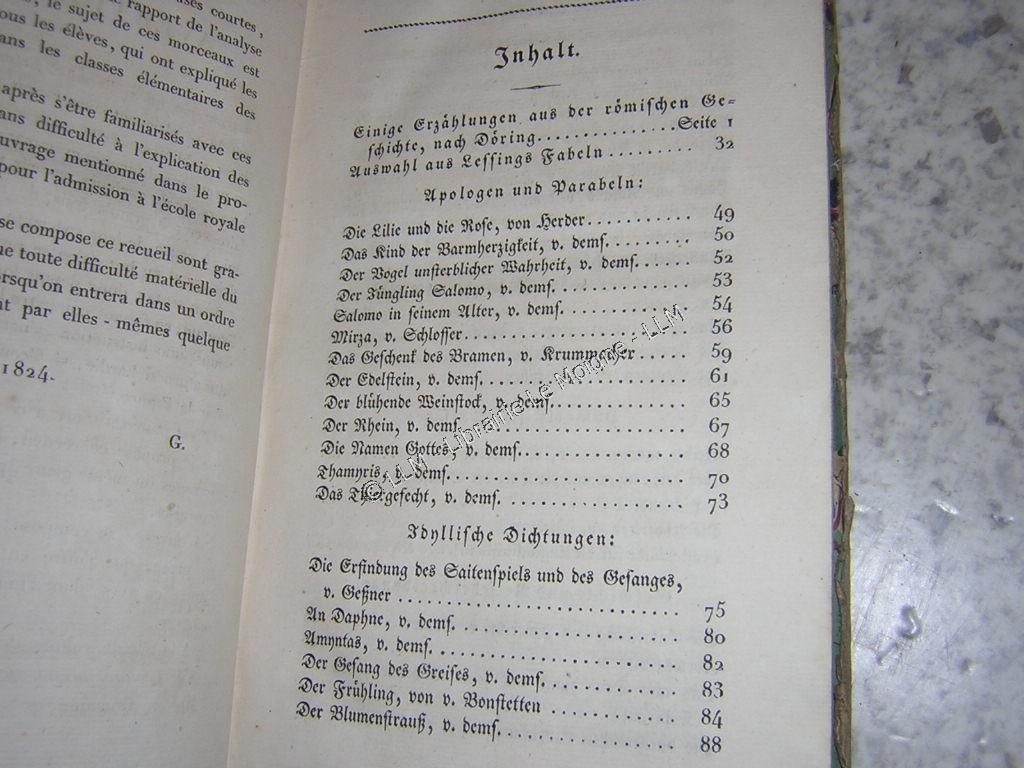 courtes,
le sujet de ces morceaux est
rapport de l'analyse
ous les élèves, qui ont expliqué les
ans les classes élémentaires des
après s'être familiarisés avec ces
ans difficulté à l'explication des
uvrage mentionné dans le pro-
pour l'admission à l'école royale
se compose ce recueil sont gra-
ue toute difficulté matérielle du
orsqu'on entrera dans un ordre
nt par elles-mêmes quelque
1824.
G.
Inhalt.
Einige Erzählungen aus der römischen Ge-
schichte, nach Döring..............Seite 1
Auswahl aus Lessings Fabeln ......... 32
Apologen und Parabeln:
Die Lilie und die Rose, von Herder........... 49
Das Kind der Barmherzigkeit, v. dems......... 50
Der Vogel unsterblicher Wahrheit, v. dems...... 52
Der Jüngling Salomo, v. dems............. 53
Salomo in seinem Alter, v. dems............ 54
Mirza, v. Schlosser..................... 56
Das Geschenk des Bramen, v. Krummacher..... 59
Der Edelstein, v. dems.................. 61
Der blühende Weinstock, v. dems............ 65
Der Rhein, v. dems.................... 67
Die Namen Gottes, v. dems............... 68
Thamyris, v. dems..................... 70
Das Thiergefecht, v. dems. ............... 73
Idyllische Dichtungen:
Die Erfindung des Saitenspiels und des Gesanges,
v. Geßner ........................ 75
An Daphne, v. dems. .................. 80
Amyntas, v. dems..................... 82
Der Gesang des Greises, v. dems............ 83
Der Frühling, von v. Bonstetten ........... 84
Der Blumenstrauß, v. dems............... 88
© LLM - Librairie Le Moigne - LLM